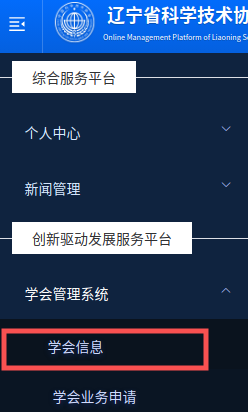 辽宁省科学技术协
Online Management Platform of Liaoning Sc
综合服务平台
个人中心
新闻管理
创新驱动发展服务平台
学会管理系统
学会信息
学会业务申请